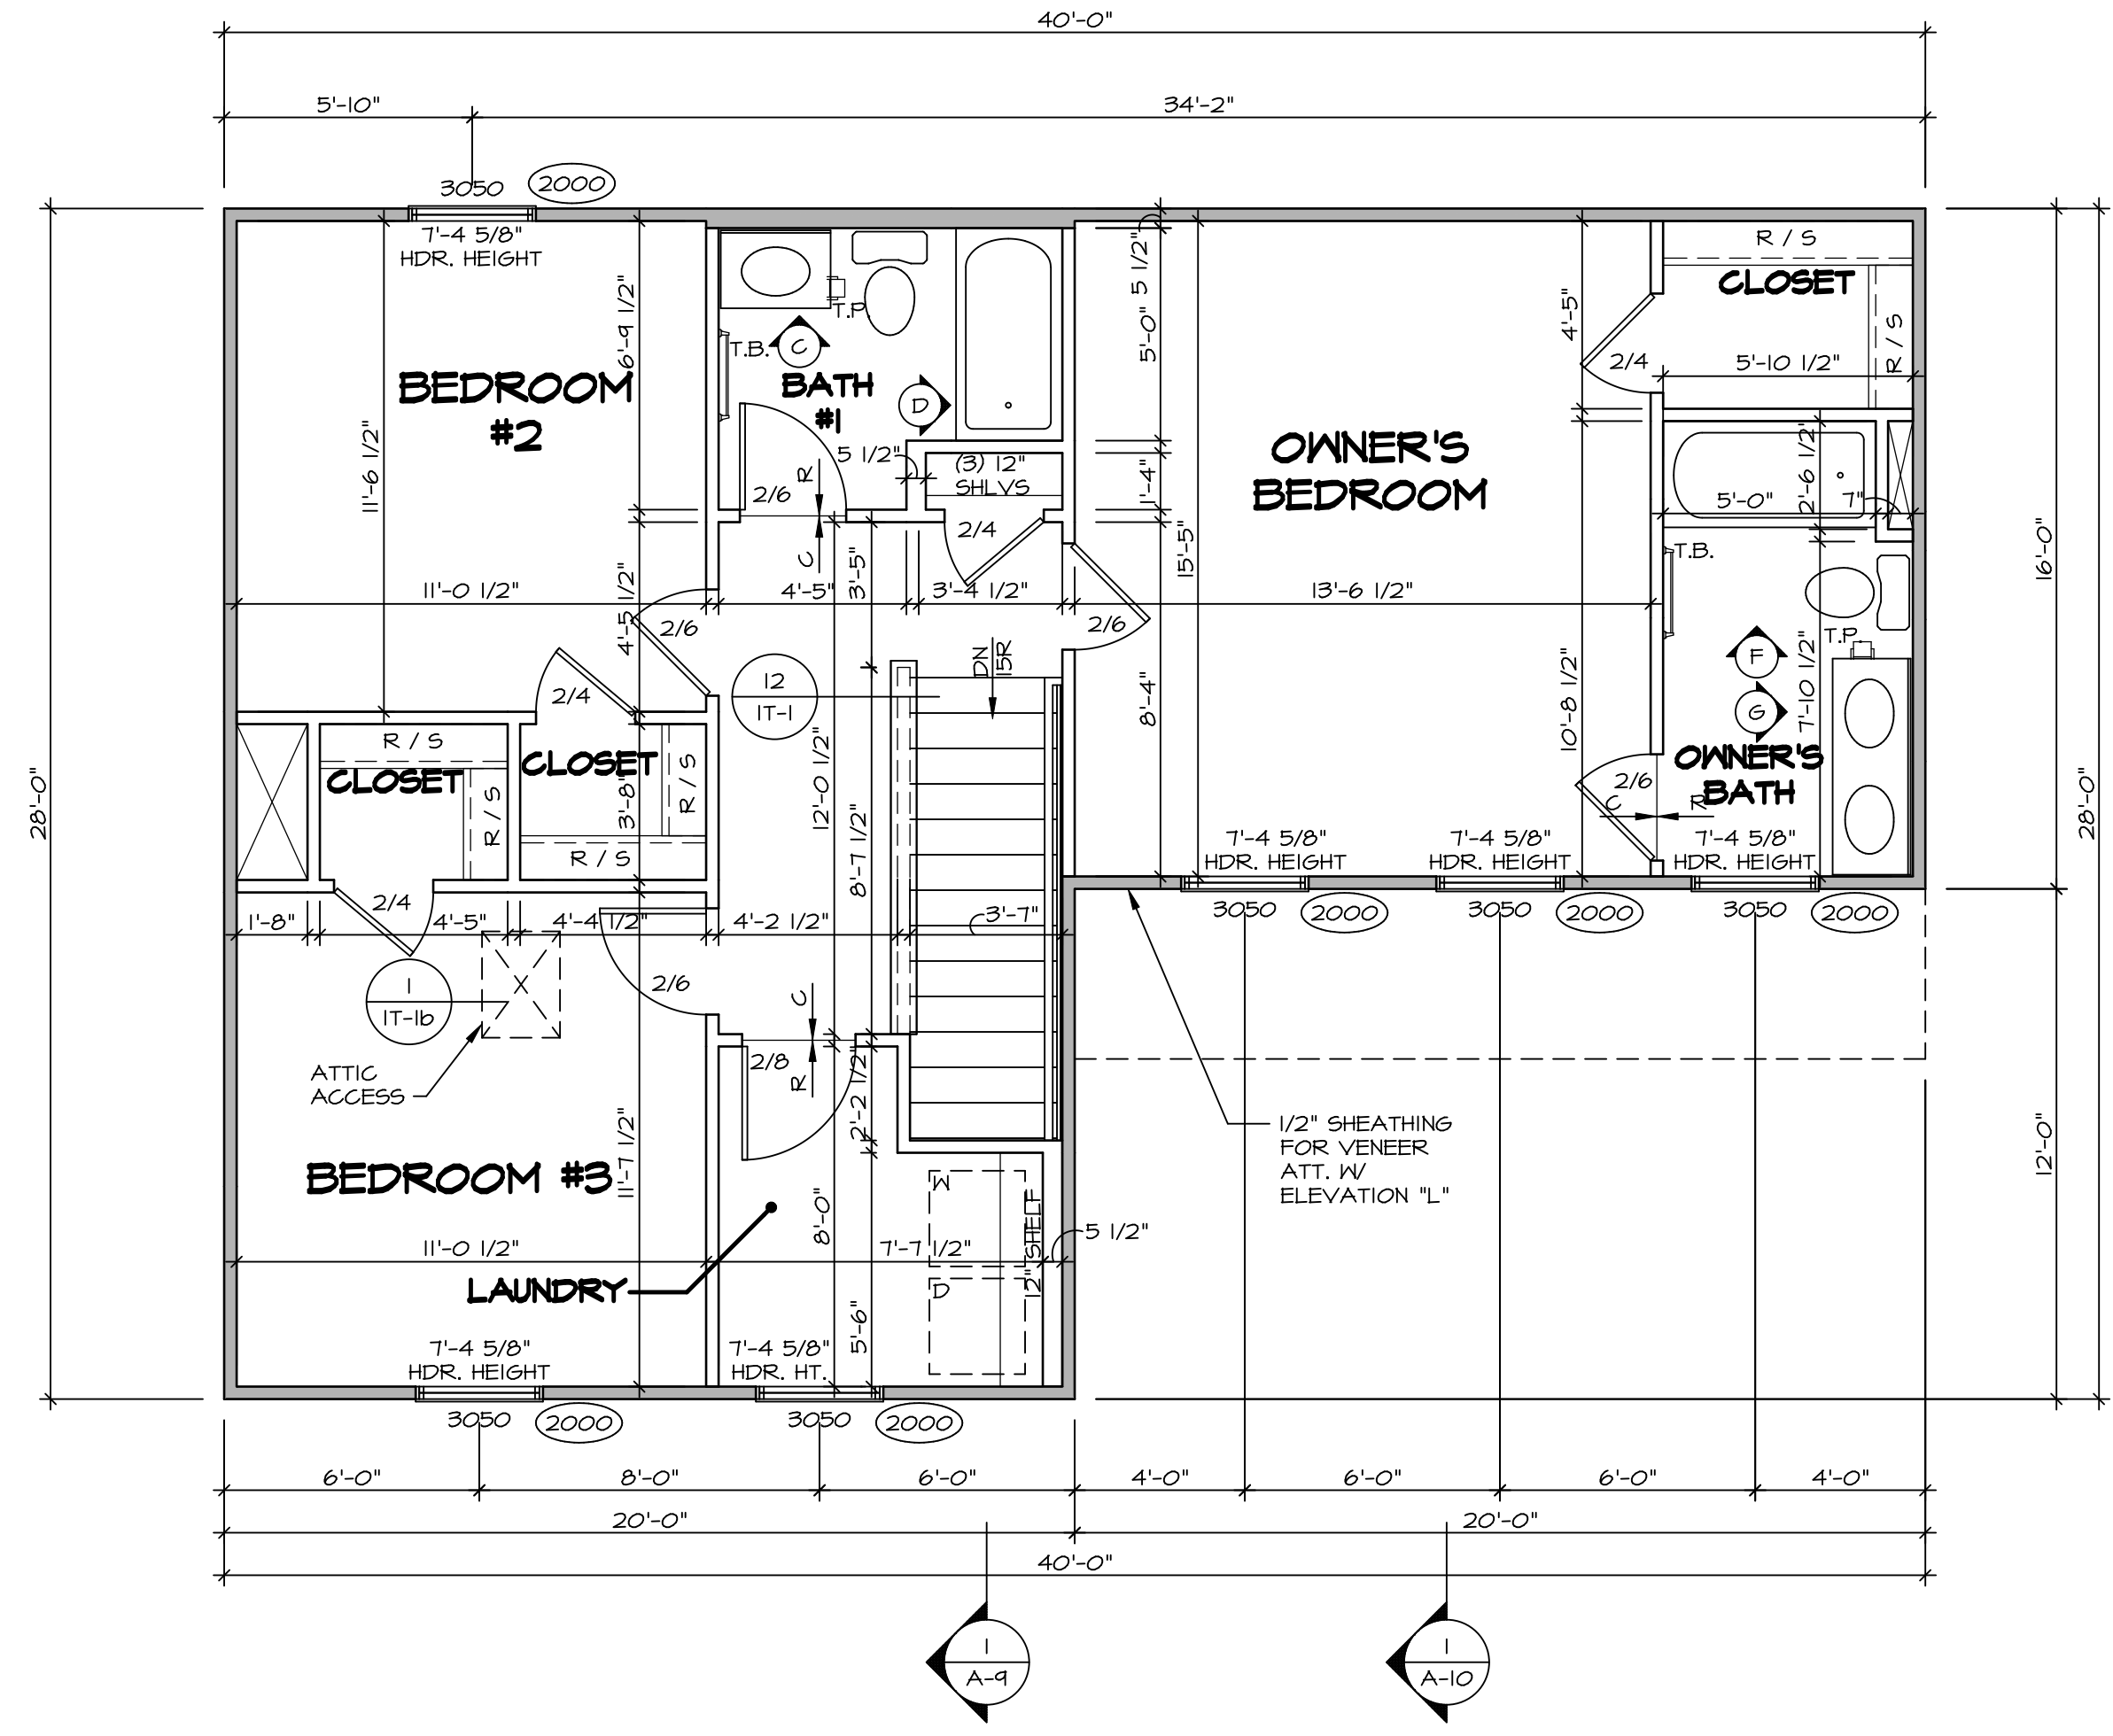 40'-0"
5'-10"
34'-2"
3050
2000
7'-4 5/8"
HDR. HEIGHT
R / S
CLOSET
R / S
6'-9 1/2"
T.P.
T.B.
C
BATH
#1
D
5 1/2"
5'-0"
4'-5"
2/4
5'-10 1/2"
BEDROOM
#2
11'-6 1/2"
OWNER'S
BEDROOM
5 1/2"
(3) 12"
SHLVS
1'-4"
2/6
R
C
2/4
15'-5"
5'-0"
2'-6 1/2"
7"
T.B.
16'-0"
11'-0 1/2"
4'-5"
3'-5"
3'-4 1/2"
13'-6 1/2"
4'-5 1/2"
2/6
2/6
T.P.
F
G
7'-10 1/2"
DN
15R
2/4
12
IT-1
8'-4"
10'-8 1/2"
R / S
CLOSET
R / S
CLOSET
R / S
R / S
3'-8"
12'-0 1/2"
8'-7 1/2"
OWNER'S
BATH
2/6
C
R
28'-0"
28'-0"
7'-4 5/8"
HDR. HEIGHT
7'-4 5/8"
HDR. HEIGHT
7'-4 5/8"
HDR. HEIGHT
3050
2000
3050
2000
3050
2000
2/4
1'-8"
4'-5"
4'-4 1/2"
4'-2 1/2"
3'-7"
1
IT-1b
X
2/6
C
R
2/8
ATTIC
ACCESS
2'-2 1/2"
1/2" SHEATHING
FOR VENEER
ATT. W/
ELEVATION "L"
12'-0"
BEDROOM #3
11'-7 1/2"
8'-0"
W
D
12" SHELF
5 1/2"
11'-0 1/2"
7'-7 1/2"
LAUNDRY
5'-6"
7'-4 5/8"
HDR. HEIGHT
7'-4 5/8"
HDR. HT.
3050
2000
3050
2000
6'-0"
8'-0"
6'-0"
4'-0"
6'-0"
6'-0"
4'-0"
20'-0"
20'-0"
40'-0"
1
A-9
1
A-10